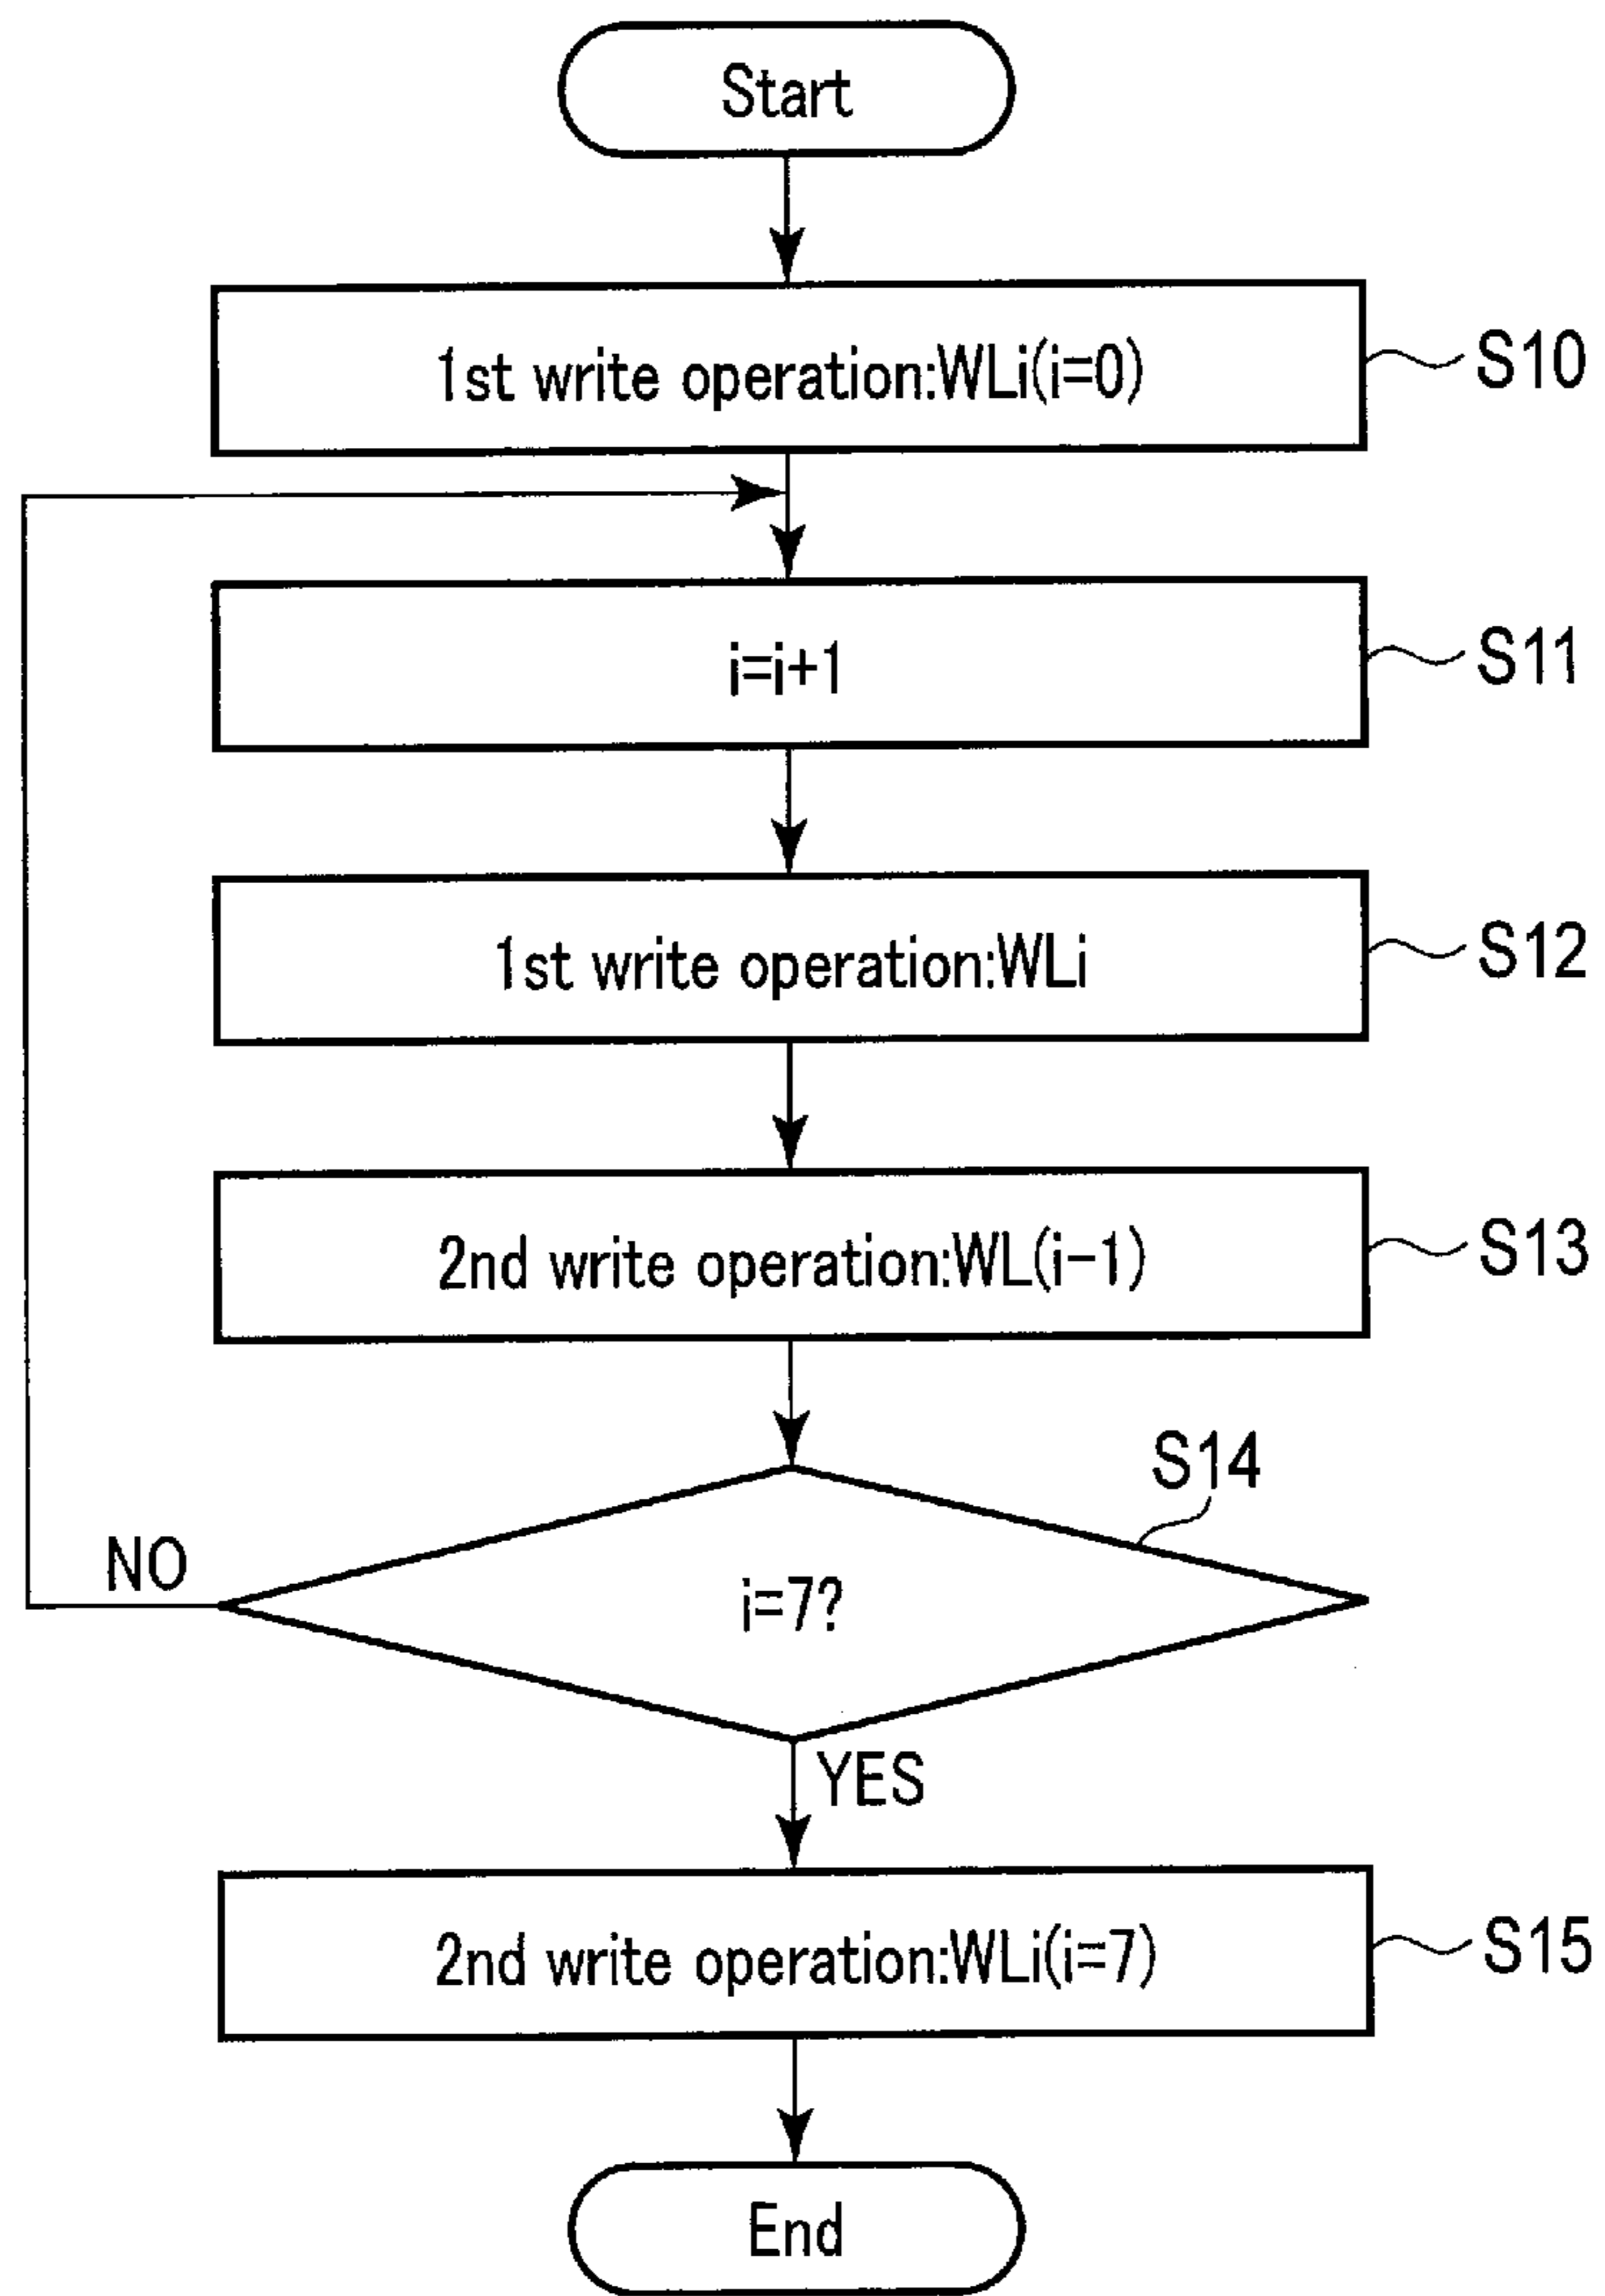 Start
1st write operation:WLi(i=0)
S10
i=i+1
S11
1st write operation:WLi
S12
2nd write operation:WL(i-1)
S13
S14
NO
i=7?
YES
2nd write operation:WLi(i=7)
S15
End